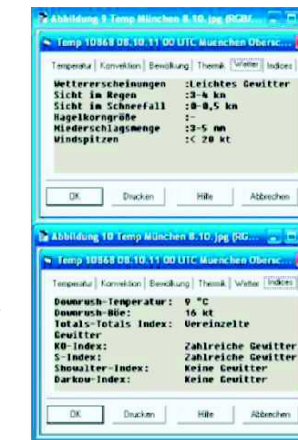 Abbildung 9 Temp München 8.10.jpg (RGB/...
Temp 10868 08.10.11 00 UTC Muenchen Obersc...
Temperatur | Konvektion | Bewölkung | Thermik | Wetter | Indices
Wettererscheinungen :Leichtes Gewitter
Sicht im Regen :3-4 km
Sicht im Schneefall :0-0,5 km
Hagelkorngröße :-
Niederschlagsmenge :3-5 mm
Windspitzen :< 20 kt
OK Drucken Hilfe Abbrechen
Abbildung 10 Temp München 8.10.jpg (RG...
Temp 10868 08.10.11 00 UTC Muenchen Obersc...
Temperatur | Konvektion | Bewölkung | Thermik | Wetter | Indices
Downrush-Temperatur: 9 °C
Downrush-Böe: 16 kt
Totals-Totals Index: Vereinzelte
Gewitter
KO-Index: Zahlreiche Gewitter
S-Index: Zahlreiche Gewitter
Showalter-Index: Keine Gewitter
Darkow-Index: Keine Gewitter
OK Drucken Hilfe Abbrechen